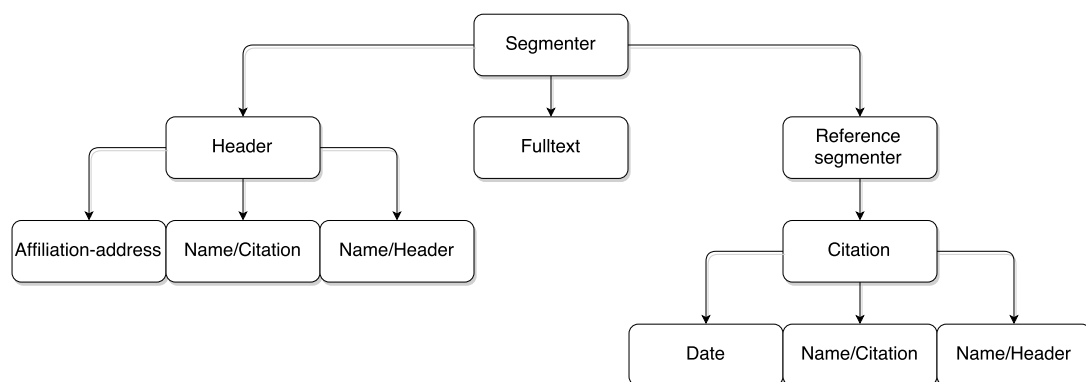 Segmenter
Header
Fulltext
Reference
segmenter
Affiliation-address
Name/Citation
Name/Header
Citation
Date
Name/Citation
Name/Header